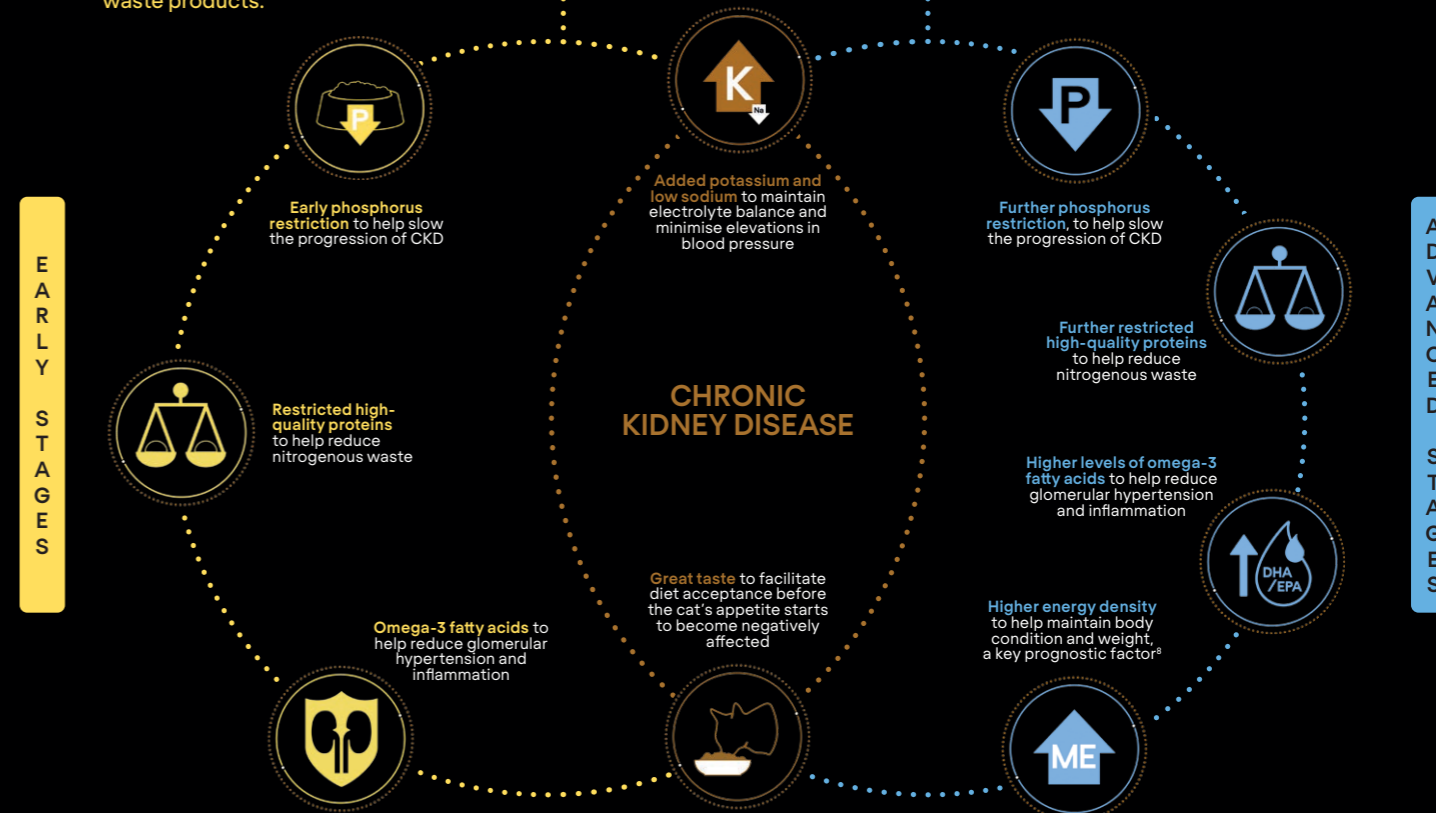 waste products.
P
Early phosphorus
restriction to help slow
the progression of CKD
EARLY STAGES
Restricted high-
quality proteins
to help reduce
nitrogenous waste
Omega-3 fatty acids to
help reduce glomerular
hypertension and
inflammation
K
Na
Added potassium and
low sodium to maintain
electrolyte balance and
minimise elevations in
blood pressure
CHRONIC
KIDNEY DISEASE
Great taste to facilitate
diet acceptance before
the cat's appetite starts
to become negatively
affected
P
Further phosphorus
restriction, to help slow
the progression of CKD
Further restricted
high-quality proteins
to help reduce
nitrogenous waste
Higher levels of omega-3
fatty acids to help reduce
glomerular hypertension
and inflammation
DHA
/EPA
Higher energy density
to help maintain body
condition and weight,
a key prognostic factor⁸
ME
ADVANCED STAGES